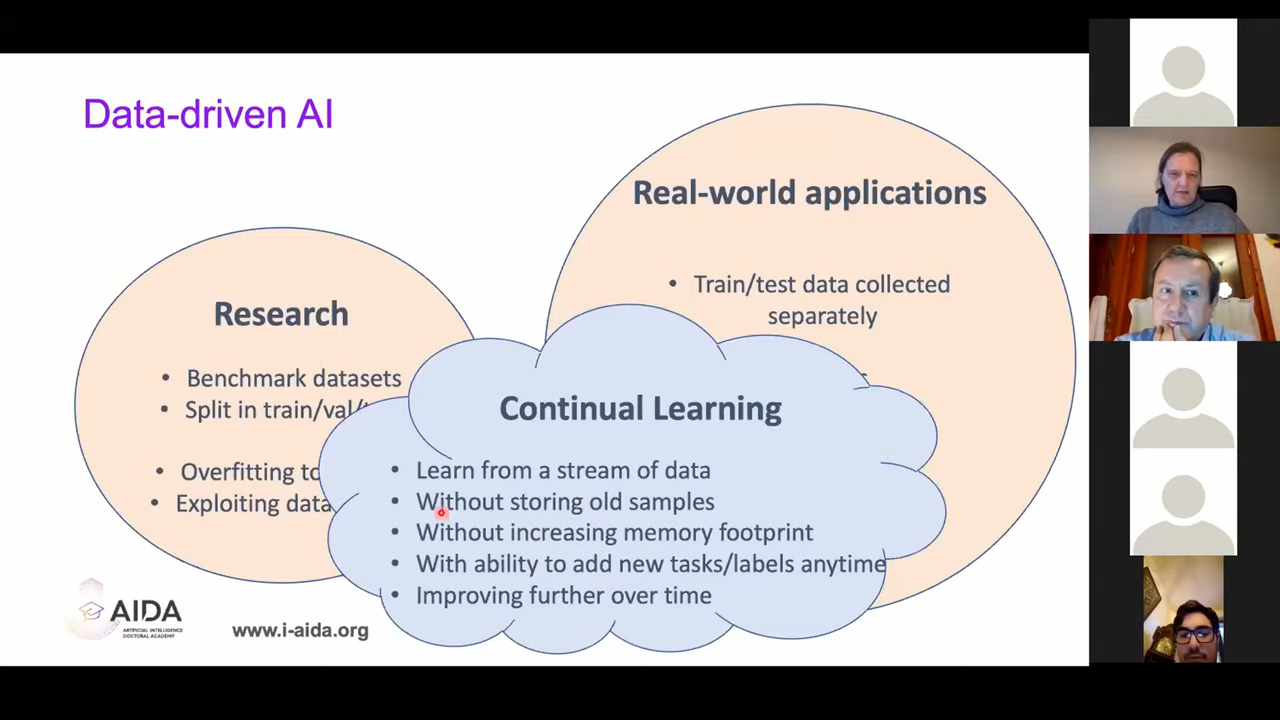 Data-driven AI
Real-world applications
• Train/test data collected
separately
Research
• Benchmark datasets
• Split in train/val/
• Overfitting to
• Exploiting data
Continual Learning
• Learn from a stream of data
• Without storing old samples
• Without increasing memory footprint
• With ability to add new tasks/labels anytime
• Improving further over time
AIDA
ARTIFICIAL INTELLIGENCE
DOCTORAL ACADEMY
www.i-aida.org